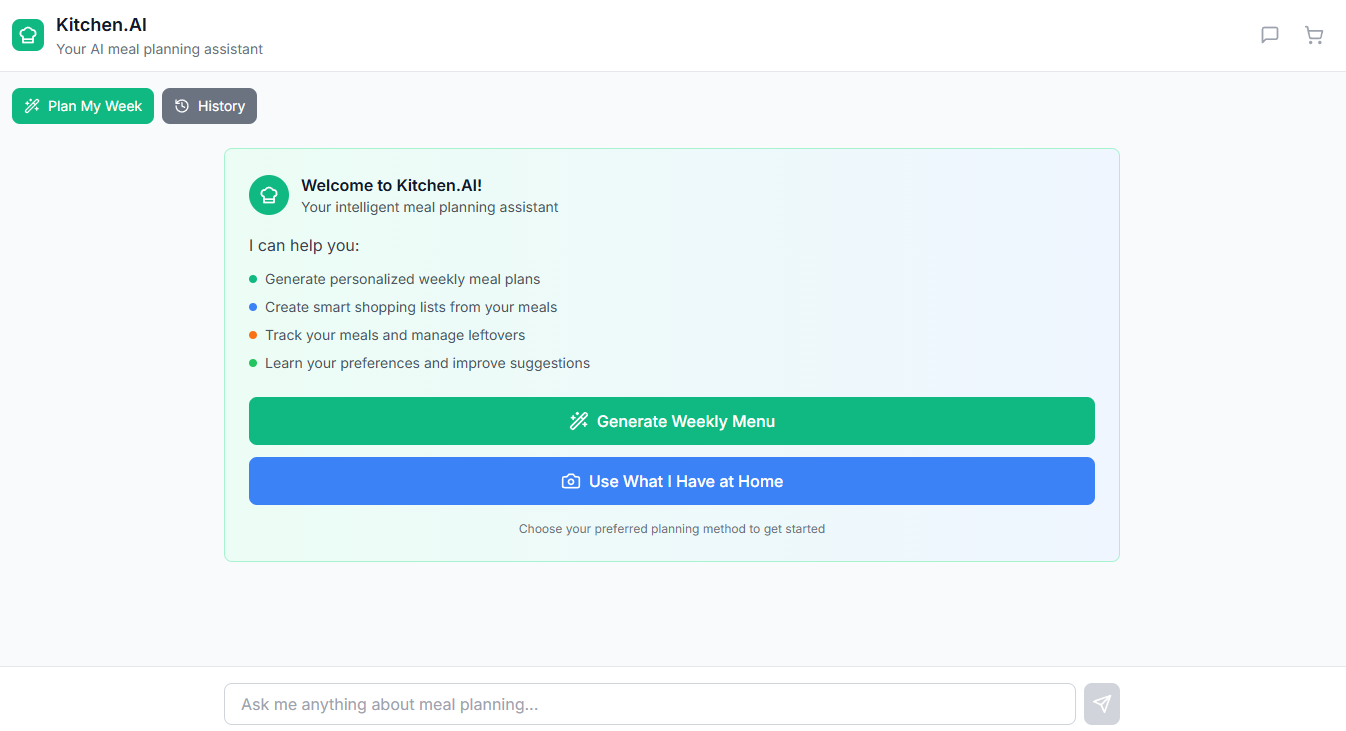 Kitchen.AI
Your AI meal planning assistant
Plan My Week
History
Welcome to Kitchen.AI!
Your intelligent meal planning assistant
I can help you:
Generate personalized weekly meal plans
Create smart shopping lists from your meals
Track your meals and manage leftovers
Learn your preferences and improve suggestions
Generate Weekly Menu
Use What I Have at Home
Choose your preferred planning method to get started
Ask me anything about meal planning...